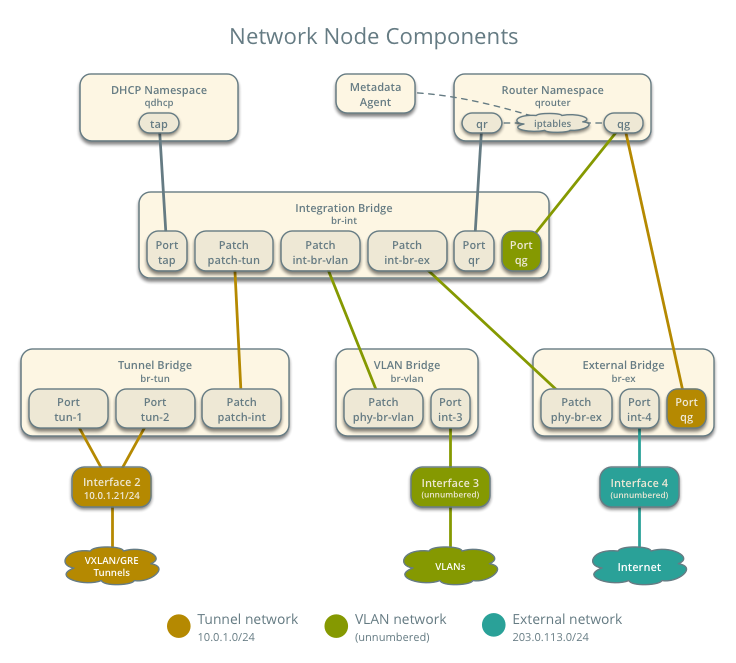 Network Node Components
DHCP Namespace
qdhcp
tap
Metadata
Agent
Router Namespace
qrouter
qr
iptables
qg
Integration Bridge
br-int
Port
tap
Patch
patch-tun
Patch
int-br-vlan
Patch
int-br-ex
Port
qr
Port
qg
Tunnel Bridge
br-tun
Port
tun-1
Port
tun-2
Patch
patch-int
VLAN Bridge
br-vlan
Patch
phy-br-vlan
Port
int-3
External Bridge
br-ex
Patch
phy-br-ex
Port
int-4
Port
qg
Interface 2
10.0.1.21/24
Interface 3
(unnumbered)
Interface 4
(unnumbered)
VXLAN/GRE
Tunnels
VLANs
Internet
Tunnel network
10.0.1.0/24
VLAN network
(unnumbered)
External network
203.0.113.0/24